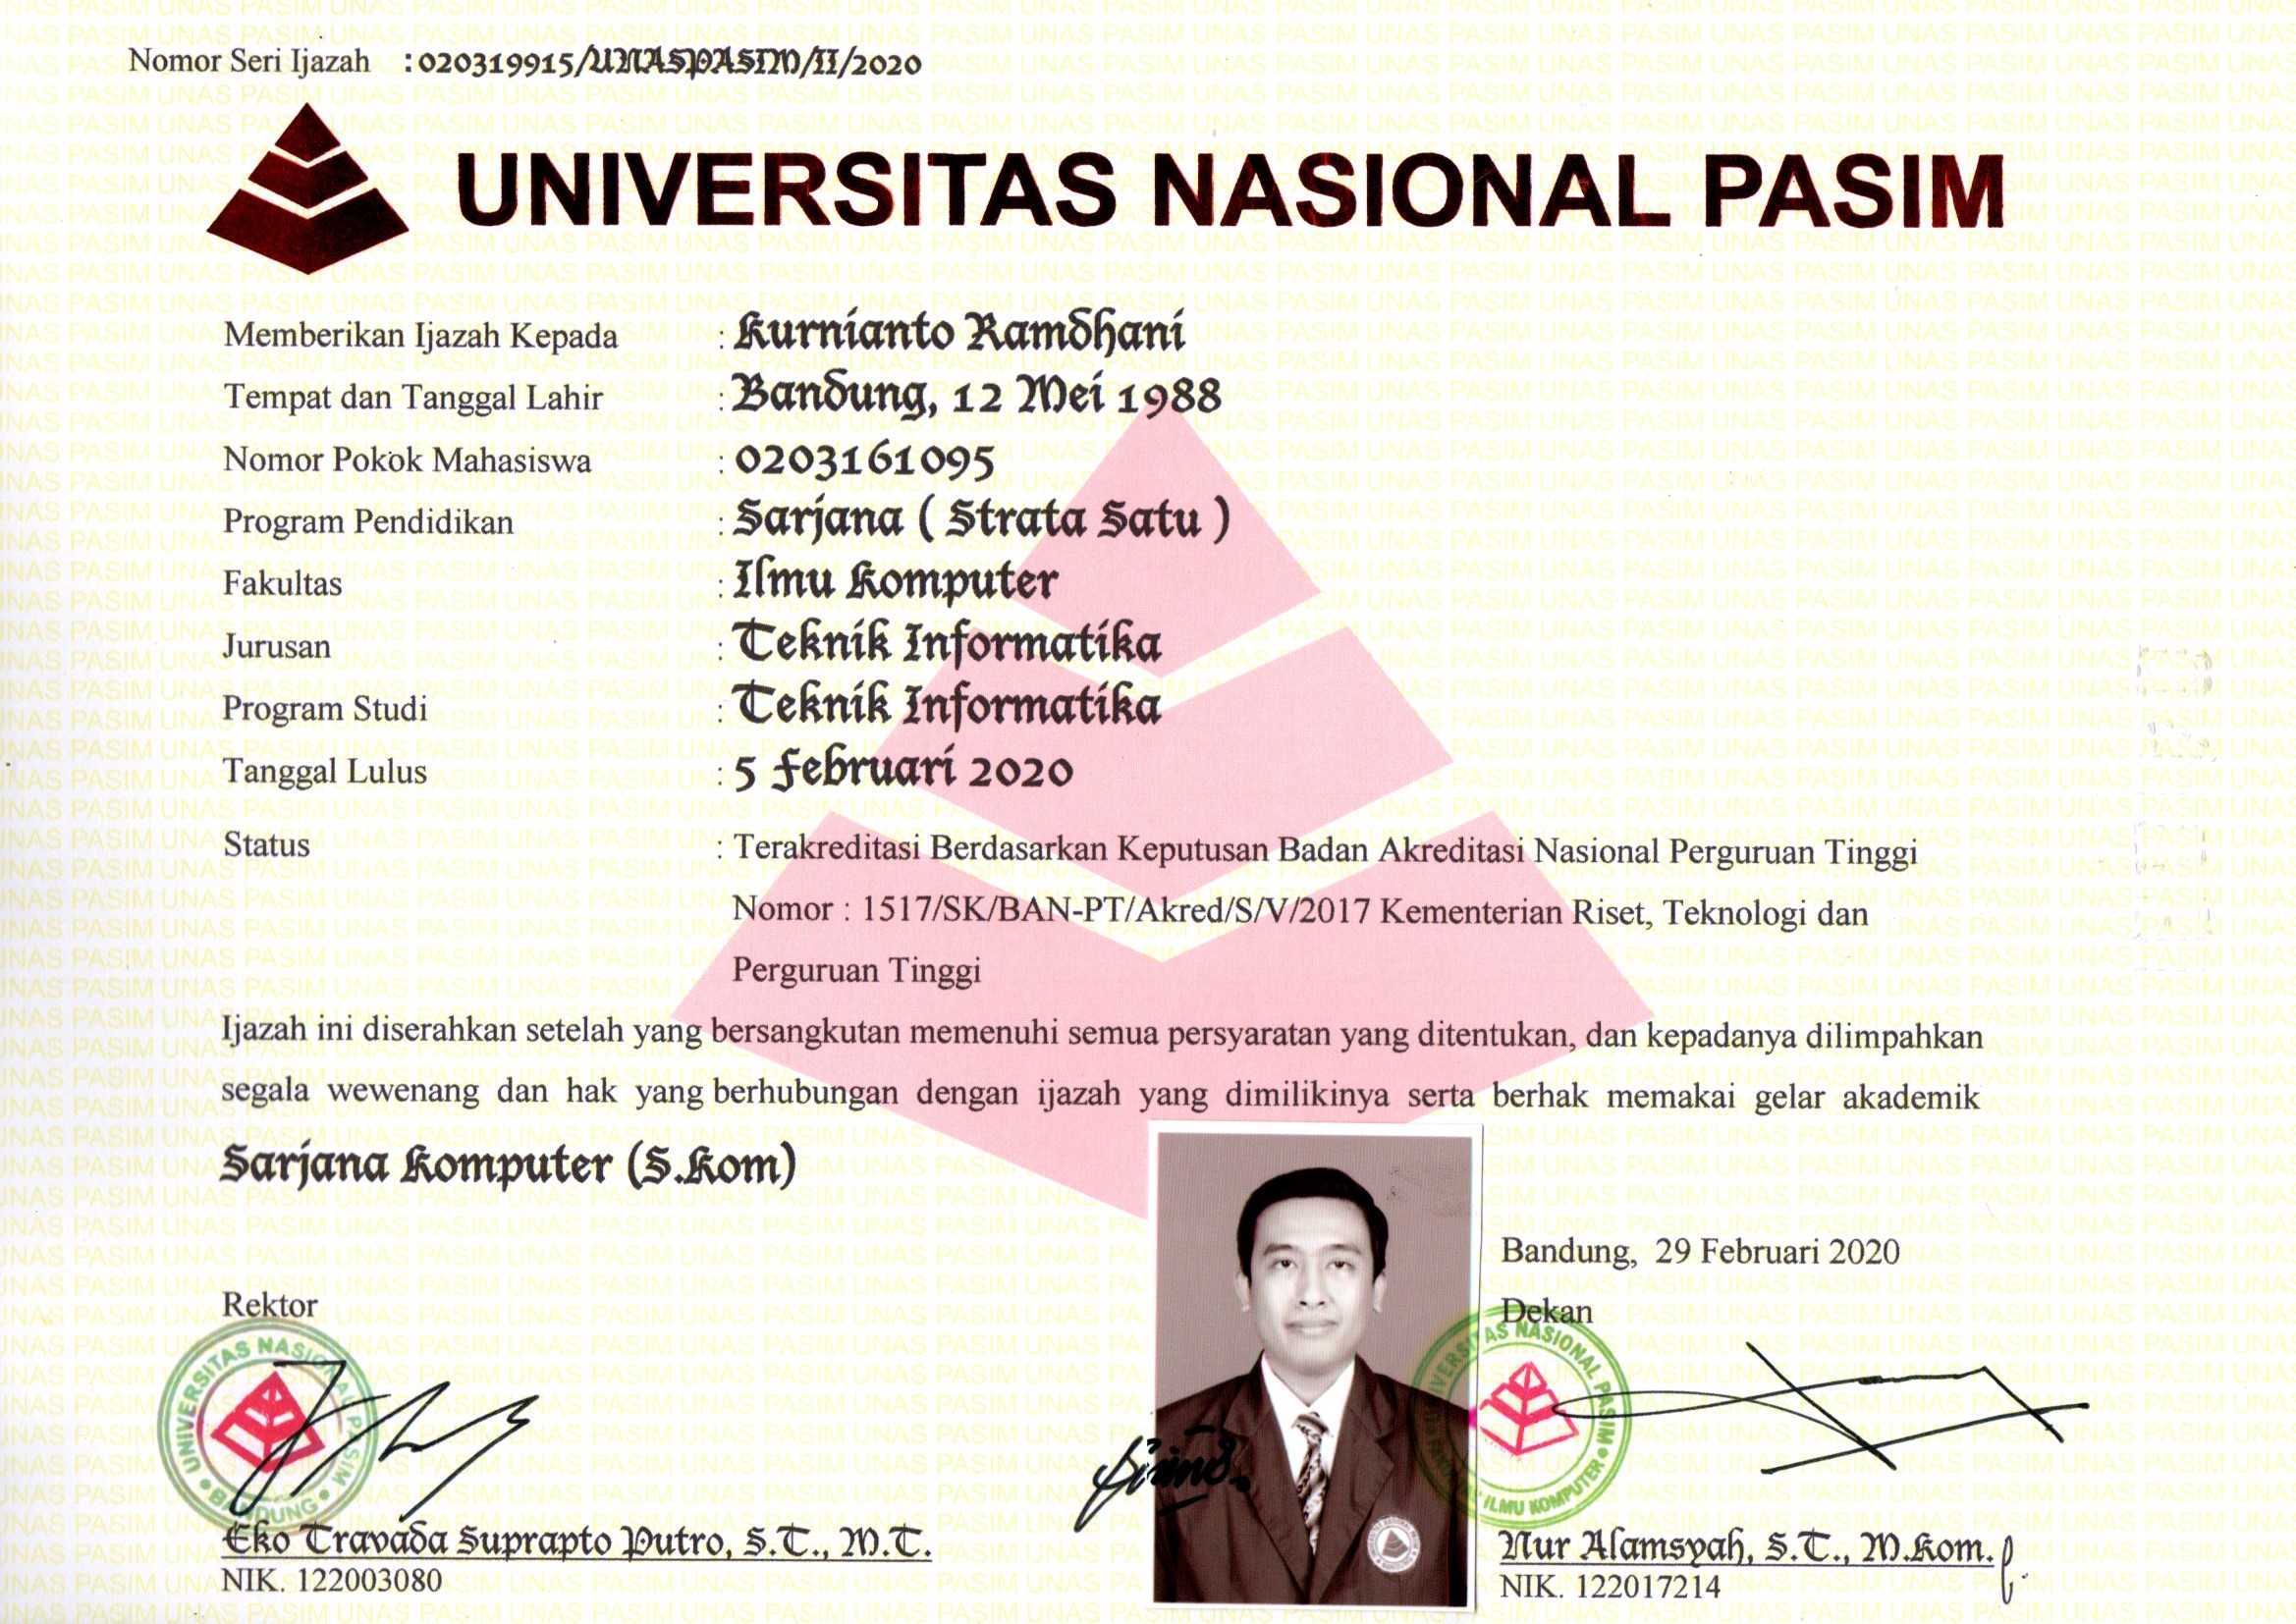 Nomor Seri Ijazah : 020319915/UNASPASIM/II/2020
UNIVERSITAS NASIONAL PASIM
Memberikan Ijazah Kepada : Kurnianto Ramdhani
Tempat dan Tanggal Lahir : Bandung, 12 Mei 1988
Nomor Pokok Mahasiswa : 0203161095
Program Pendidikan : Sarjana ( Strata Satu )
Fakultas : Ilmu Komputer
Jurusan : Teknik Informatika
Program Studi : Teknik Informatika
Tanggal Lulus : 5 Februari 2020
Status : Terakreditasi Berdasarkan Keputusan Badan Akreditasi Nasional Perguruan Tinggi
Nomor : 1517/SK/BAN-PT/Akred/S/V/2017 Kementerian Riset, Teknologi dan
Perguruan Tinggi
Ijazah ini diserahkan setelah yang bersangkutan memenuhi semua persyaratan yang ditentukan, dan kepadanya dilimpahkan
segala wewenang dan hak yang berhubungan dengan ijazah yang dimilikinya serta berhak memakai gelar akademik
Sarjana Komputer (S.Kom)
Bandung, 29 Februari 2020
Rektor
Dekan
UNIVERSITAS NASIONAL PASIM
BANDUNG
UNIVERSITAS NASIONAL PASIM
ILMU KOMPUTER
Eko Travada Suprapto Putro, S.T., M.T.
NIK. 122003080
Nur Alamsyah, S.T., M.Kom.
NIK. 122017214